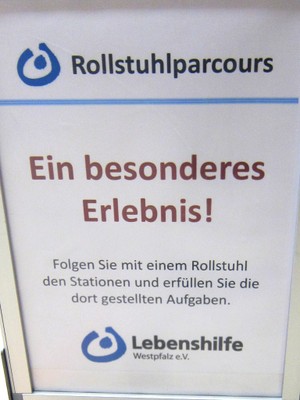 Rollstuhlparcours
Ein besonderes
Erlebnis!
Folgen Sie mit einem Rollstuhl
den Stationen und erfüllen Sie die
dort gestellten Aufgaben.
Lebenshilfe
Westpfalz e.V.